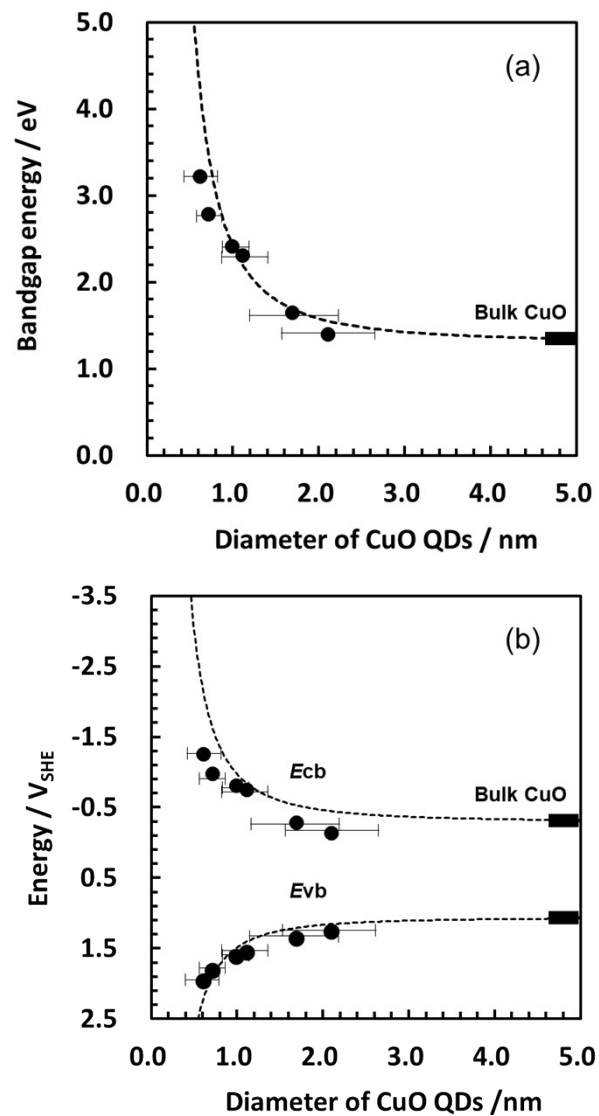 5.0
(a)
4.0
3.0
2.0
Bulk CuO
1.0
0.0
Bandgap energy / eV
0.0 1.0 2.0 3.0 4.0 5.0
Diameter of CuO QDs / nm
-3.5
(b)
-2.5
-1.5
Ecb
-0.5
Bulk CuO
0.5
Evb
1.5
2.5
Energy / VSHE
0.0 1.0 2.0 3.0 4.0 5.0
Diameter of CuO QDs /nm